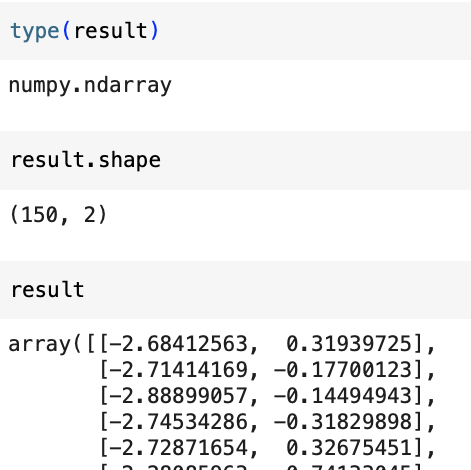 type(result)
numpy.ndarray
result.shape
(150, 2)
result
array([[-2.68412563,  0.31939725],
       [-2.71414169, -0.17700123],
       [-2.88899057, -0.14494943],
       [-2.74534286, -0.31829898],
       [-2.72871654,  0.32675451],